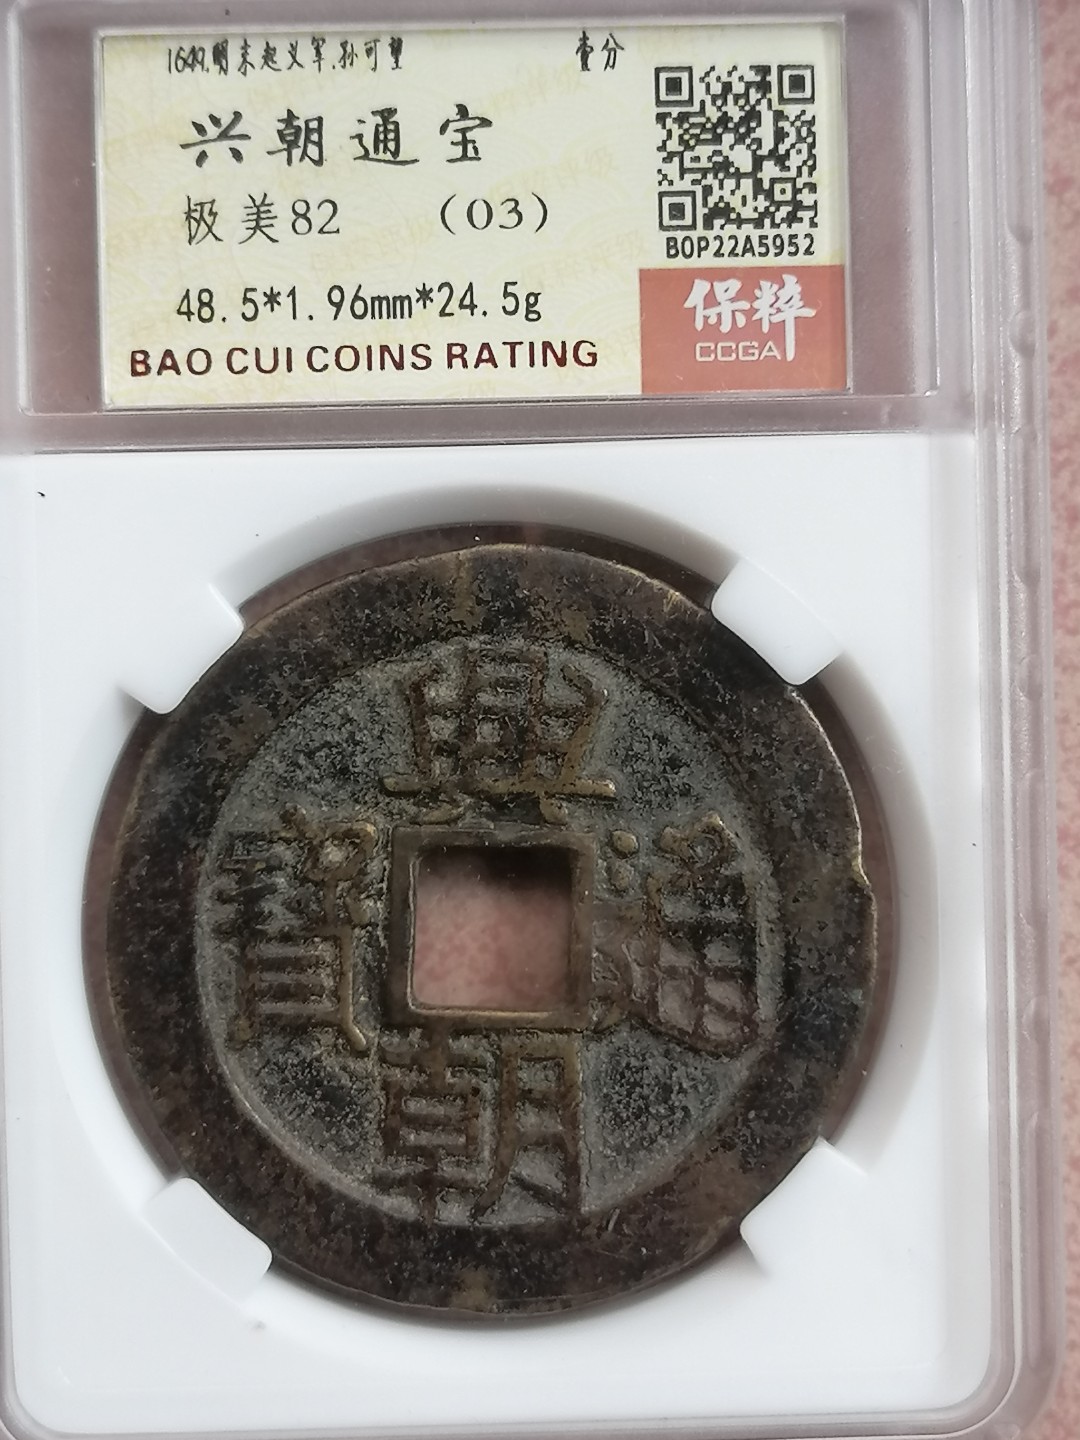 1649.明末起义军.孙可望 壹分
兴朝通宝
极美82 (03)
48.5*1.96mm*24.5g
BAO CUI COINS RATING
BOP22A5952
保粹
CCGA
興
寶 通
朝